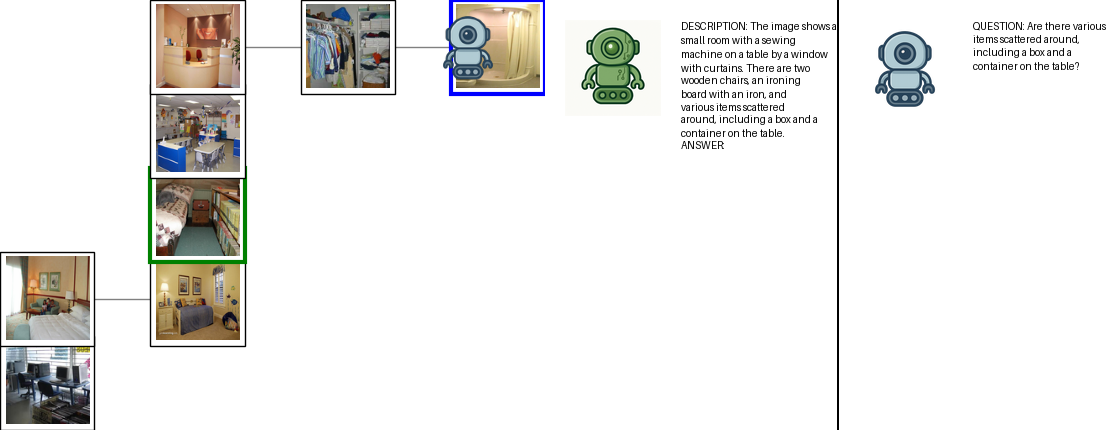 DESCRIPTION: The image shows a
small room with a sewing
machine on a table by a window
with curtains. There are two
wooden chairs, an ironing
board with an iron, and
various items scattered
around, including a box and a
container on the table.
ANSWER:
QUESTION: Are there various
items scattered around,
including a box and a
container on the table?